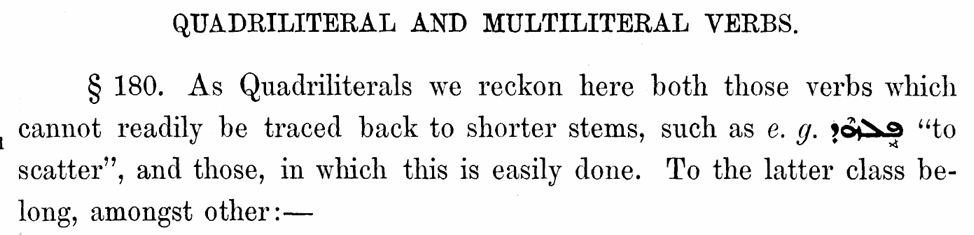 QUADRILITERAL AND MULTILITERAL VERBS.
§ 180. As Quadriliterals we reckon here both those verbs which
cannot readily be traced back to shorter stems, such as e. g. “to
scatter”, and those, in which this is easily done. To the latter class be-
long, amongst other:—